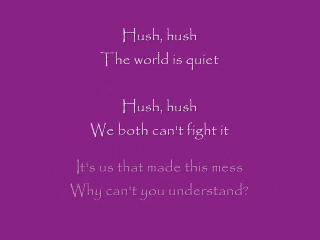 Hush, hush
The world is quiet
Hush, hush
We both can't fight it
It's us that made this mess
Why can't you understand?